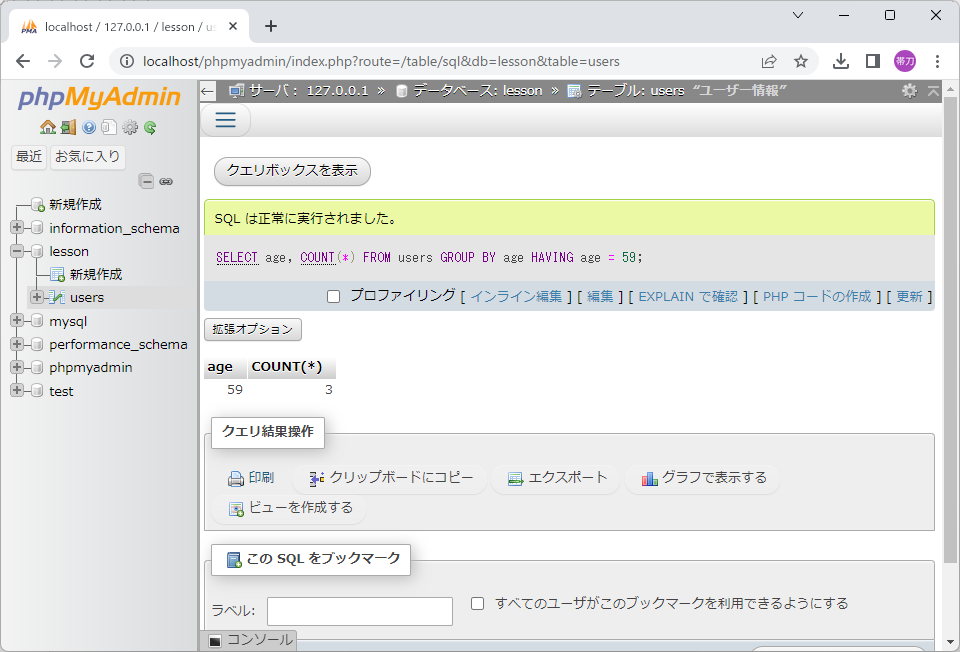 localhost / 127.0.0.1 / lesson / us
localhost/phpmyadmin/index.php?route=/table/sql&db=lesson&table=users
帯刀
phpMyAdmin
最近 お気に入り
新規作成
information_schema
lesson
新規作成
users
mysql
performance_schema
phpmyadmin
test
サーバ: 127.0.0.1 » データベース: lesson » テーブル: users “ユーザー情報”
クエリボックスを表示
SQL は正常に実行されました。
SELECT age, COUNT(*) FROM users GROUP BY age HAVING age = 59;
プロファイリング [ インライン編集 ] [ 編集 ] [ EXPLAIN で確認 ] [ PHP コードの作成 ] [ 更新 ]
拡張オプション
age COUNT(*)
59 3
クエリ結果操作
印刷 クリップボードにコピー エクスポート グラフで表示する
ビューを作成する
この SQL をブックマーク
ラベル: すべてのユーザがこのブックマークを利用できるようにする
コンソール